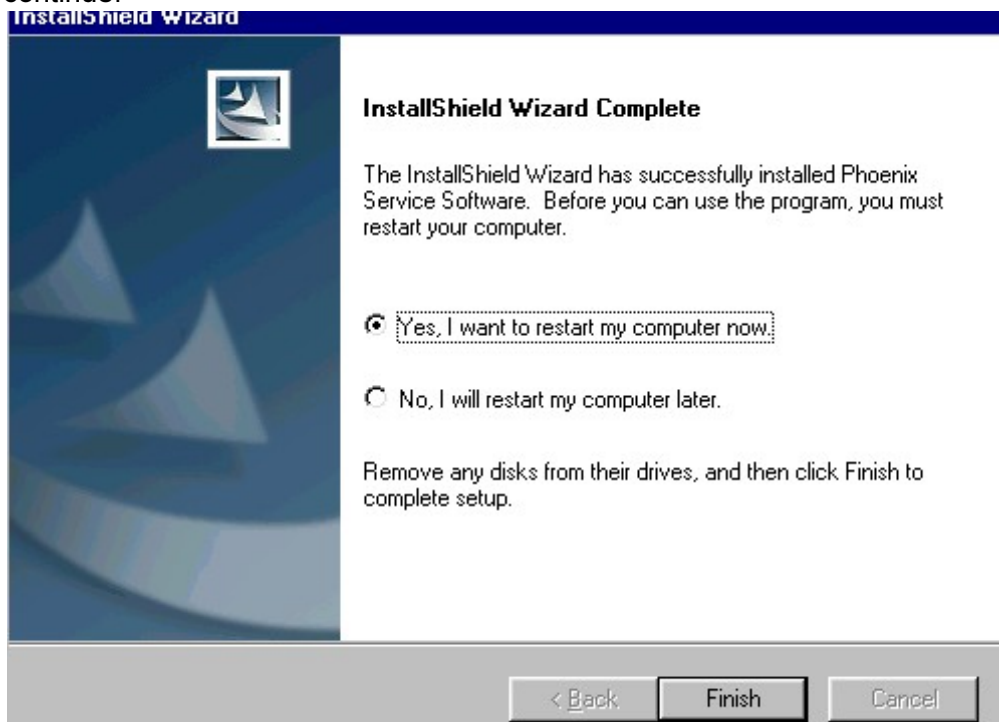 continue.
InstallShield Wizard
InstallShield Wizard Complete
The InstallShield Wizard has successfully installed Phoenix
Service Software.  Before you can use the program, you must
restart your computer.
Yes, I want to restart my computer now.
No, I will restart my computer later.
Remove any disks from their drives, and then click Finish to
complete setup.
< Back
Finish
Cancel